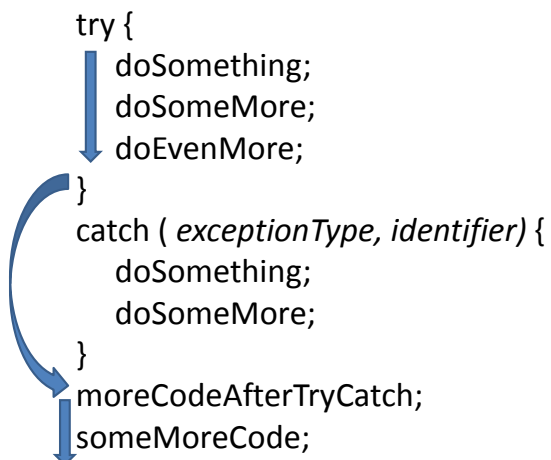 try {
doSomething;
doSomeMore;
doEvenMore;
}
catch ( exceptionType, identifier) {
doSomething;
doSomeMore;
}
moreCodeAfterTryCatch;
someMoreCode;